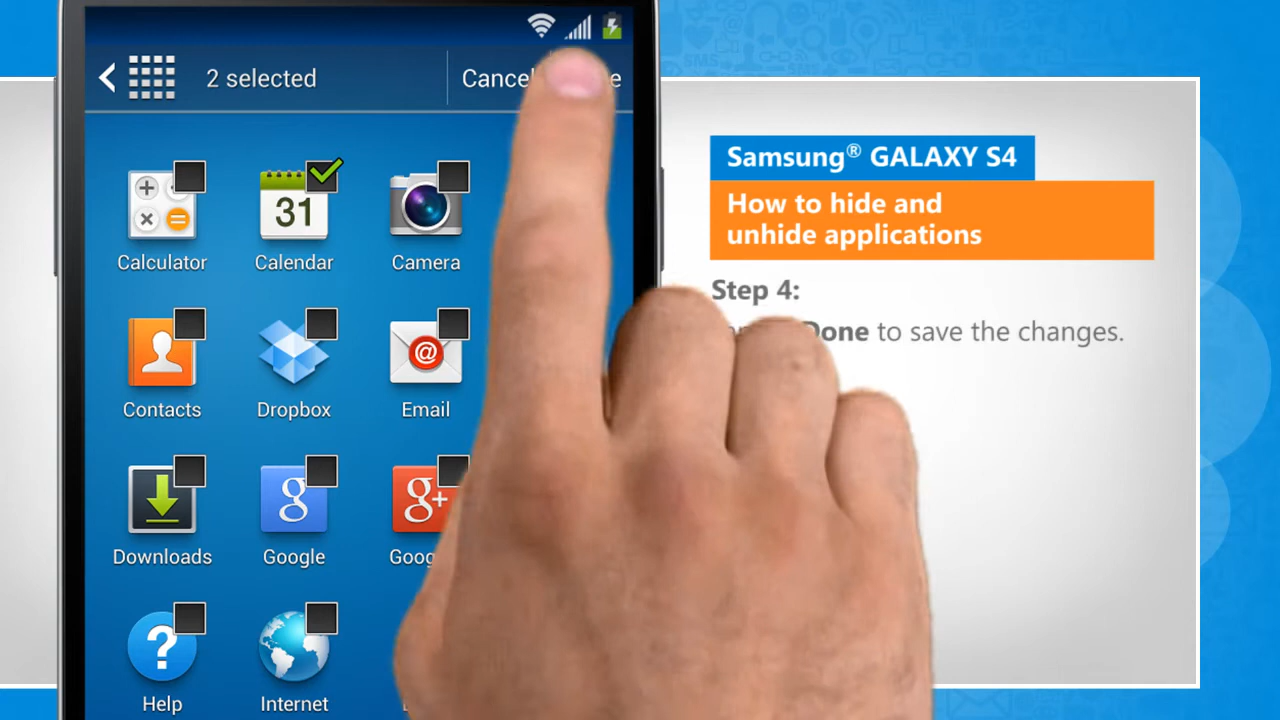 2 selected
Cancel
Samsung® GALAXY S4
How to hide and
unhide applications
Step 4:
Done to save the changes.
31
Calculator
Calendar
Camera
@
Contacts
Dropbox
Email
g
g+
Downloads
Google
?
Help
Internet
SMS